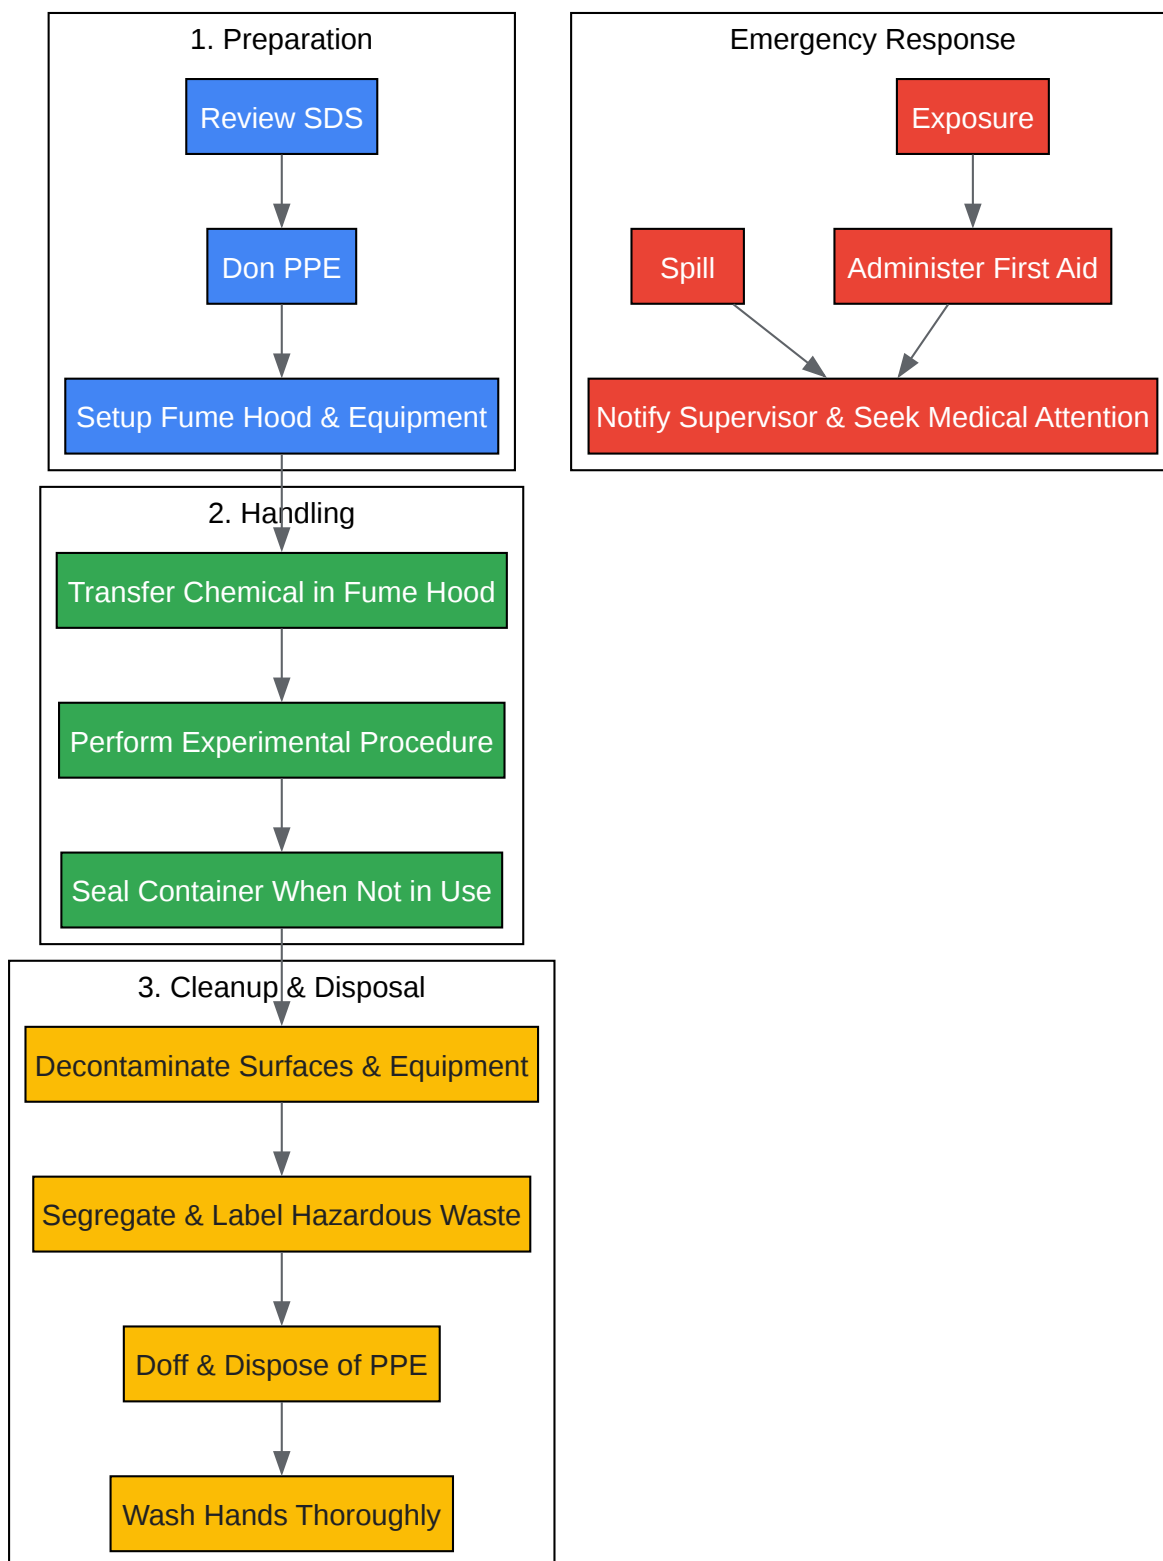 1. Preparation
Review SDS
Don PPE
Setup Fume Hood & Equipment
Emergency Response
Exposure
Spill
Administer First Aid
Notify Supervisor & Seek Medical Attention
2. Handling
Transfer Chemical in Fume Hood
Perform Experimental Procedure
Seal Container When Not in Use
3. Cleanup & Disposal
Decontaminate Surfaces & Equipment
Segregate & Label Hazardous Waste
Doff & Dispose of PPE
Wash Hands Thoroughly